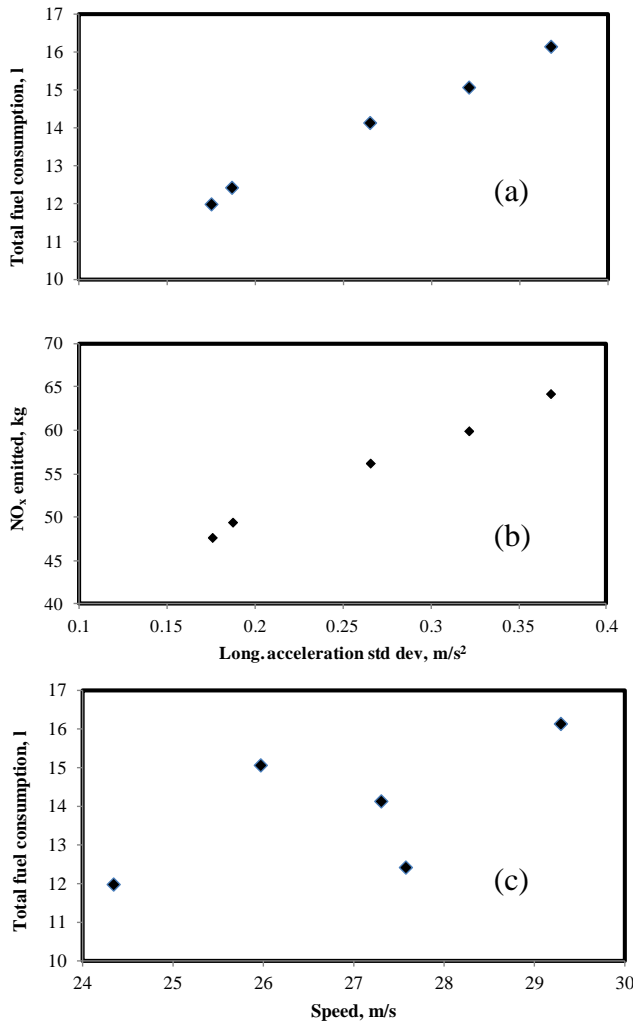 17
16
15
14
13
12
11
10
Total fuel consumption, l
(a)
70
65
60
55
50
45
40
NOx emitted, kg
(b)
0.1 0.15 0.2 0.25 0.3 0.35 0.4
Long. acceleration std dev, m/s²
17
16
15
14
13
12
11
10
Total fuel consumption, l
(c)
24 25 26 27 28 29 30
Speed, m/s